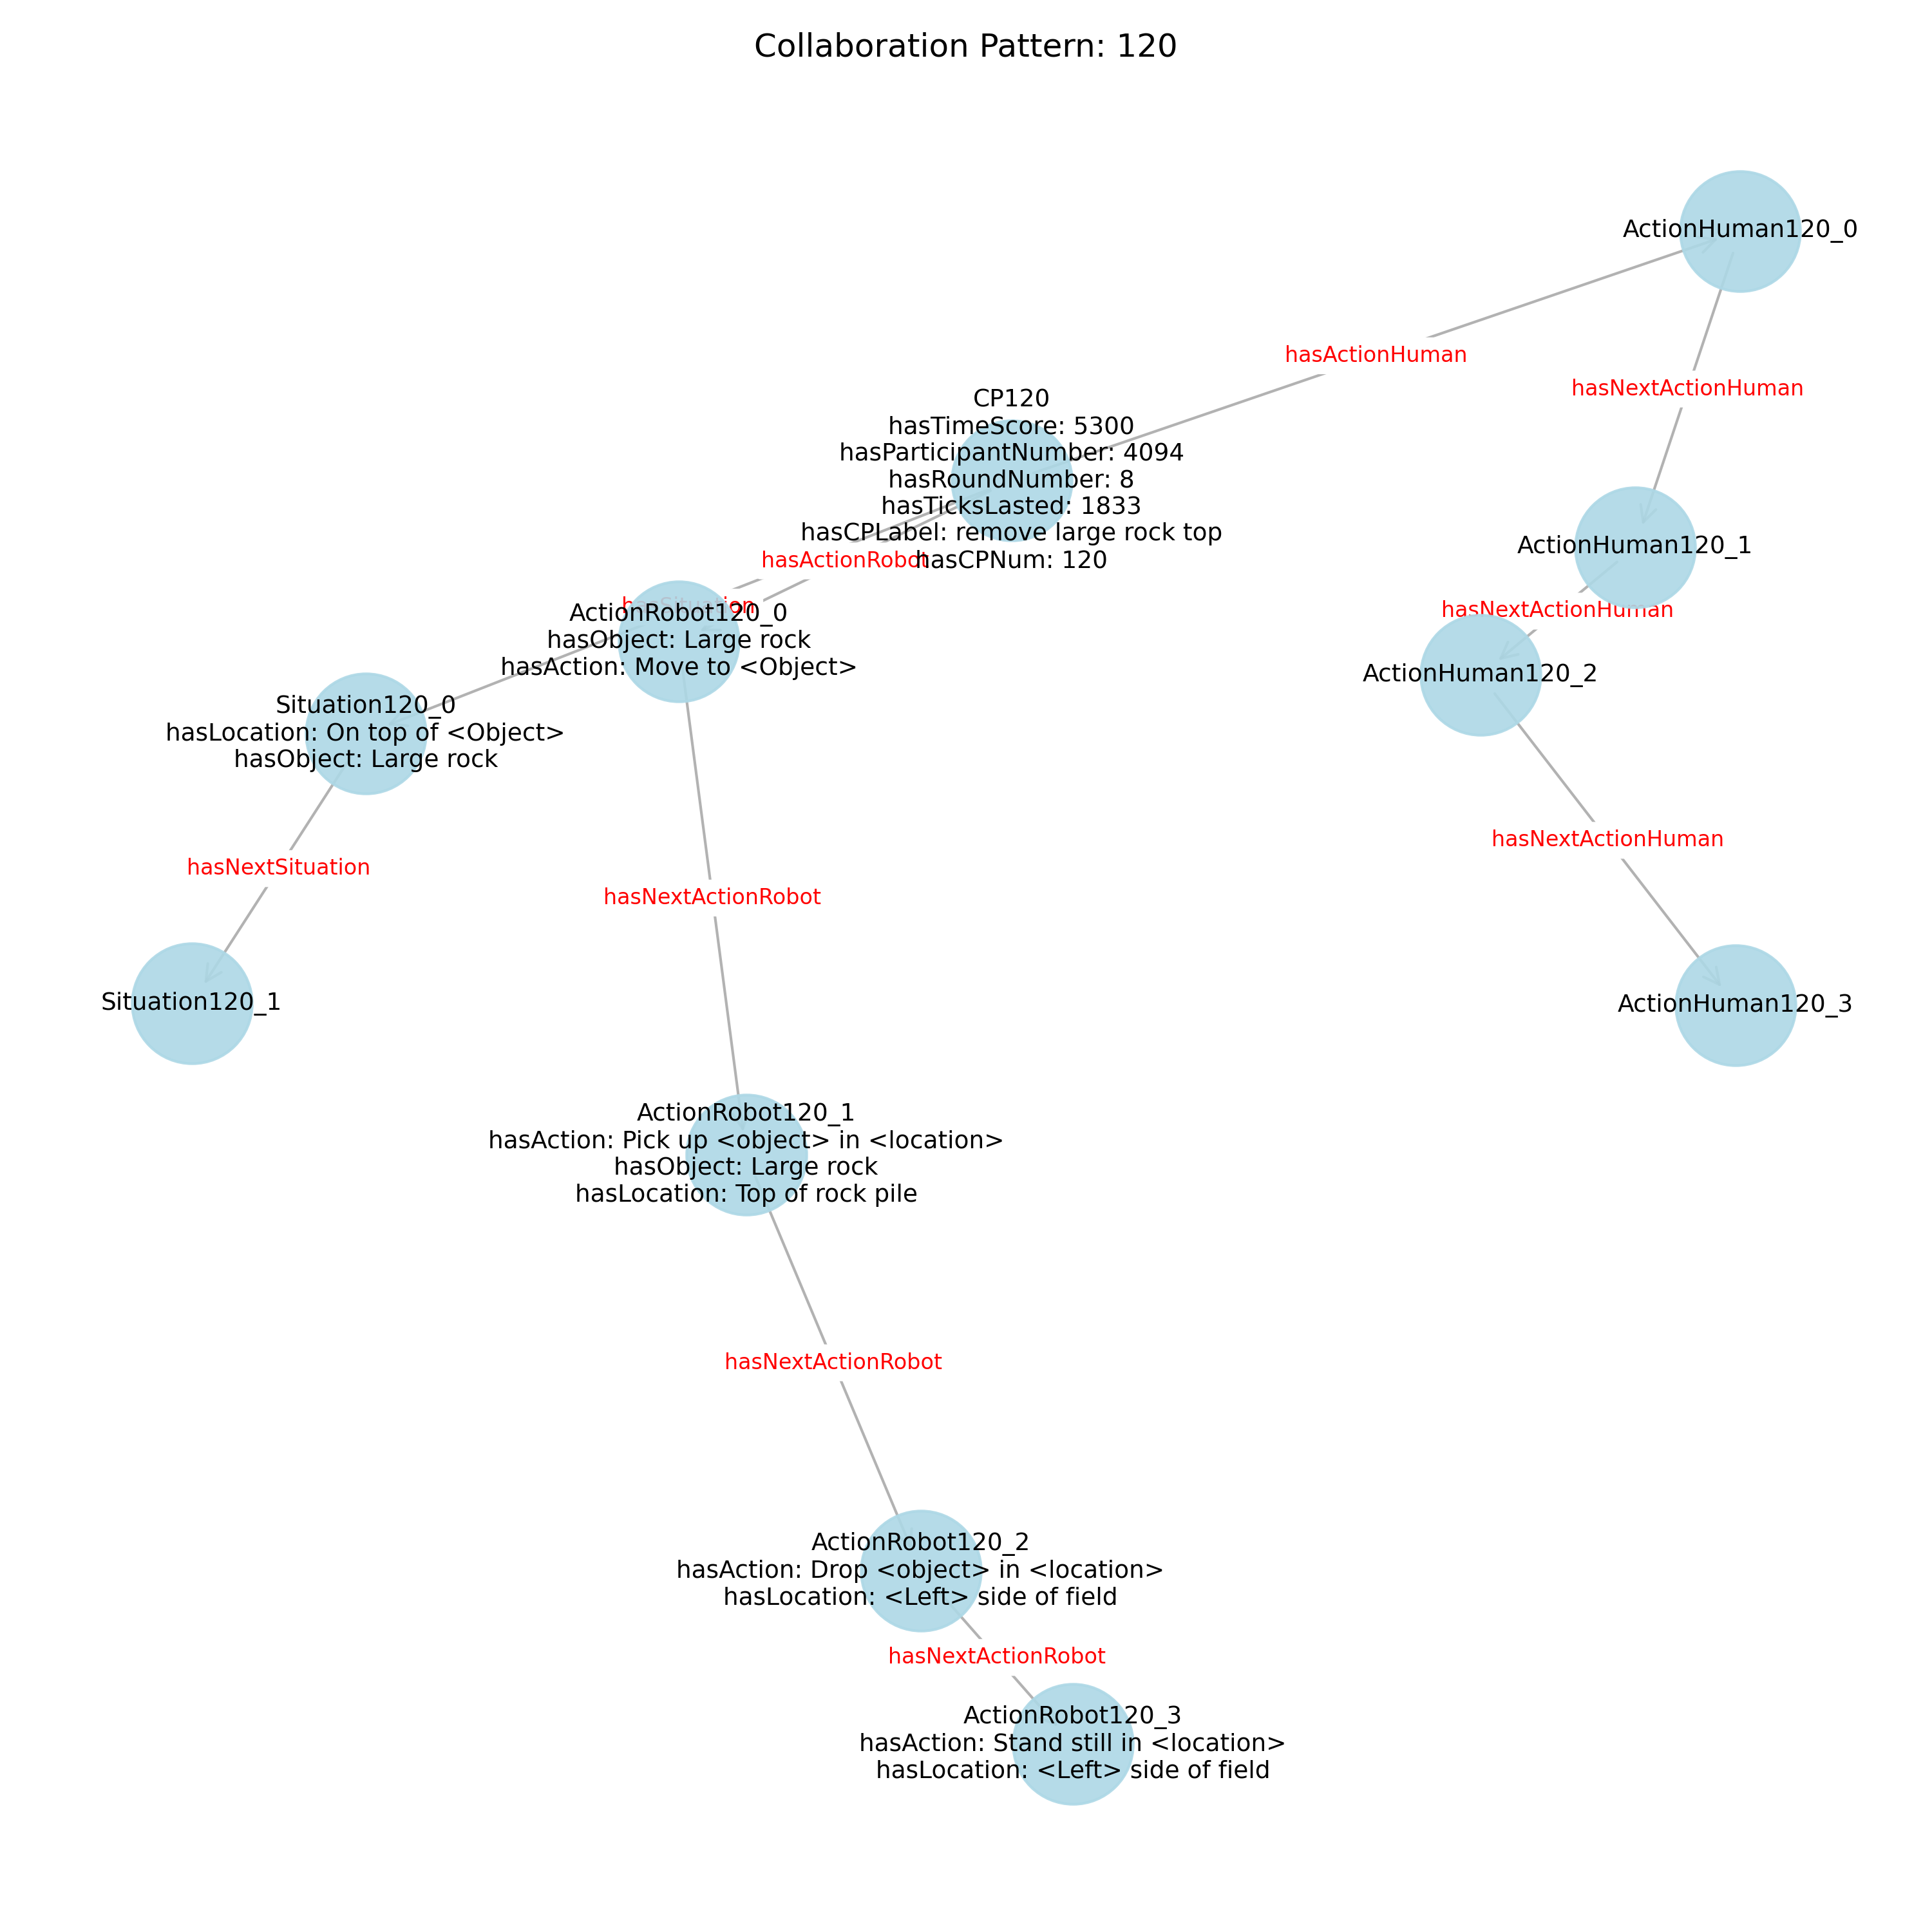 Collaboration Pattern: 120
ActionHuman120_0
hasActionHuman
hasNextActionHuman
CP120
hasTimeScore: 5300
hasParticipantNumber: 4094
hasRoundNumber: 8
hasTicksLasted: 1833
hasCPLabel: remove large rock top
hasCPNum: 120
hasActionRobot
ActionHuman120_1
hasNextActionHuman
hasSituation
ActionRobot120_0
hasObject: Large rock
hasAction: Move to <Object>
ActionHuman120_2
Situation120_0
hasLocation: On top of <Object>
hasObject: Large rock
hasNextActionHuman
hasNextSituation
hasNextActionRobot
Situation120_1
ActionHuman120_3
ActionRobot120_1
hasAction: Pick up <object> in <location>
hasObject: Large rock
hasLocation: Top of rock pile
hasNextActionRobot
ActionRobot120_2
hasAction: Drop <object> in <location>
hasLocation: <Left> side of field
hasNextActionRobot
ActionRobot120_3
hasAction: Stand still in <location>
hasLocation: <Left> side of field